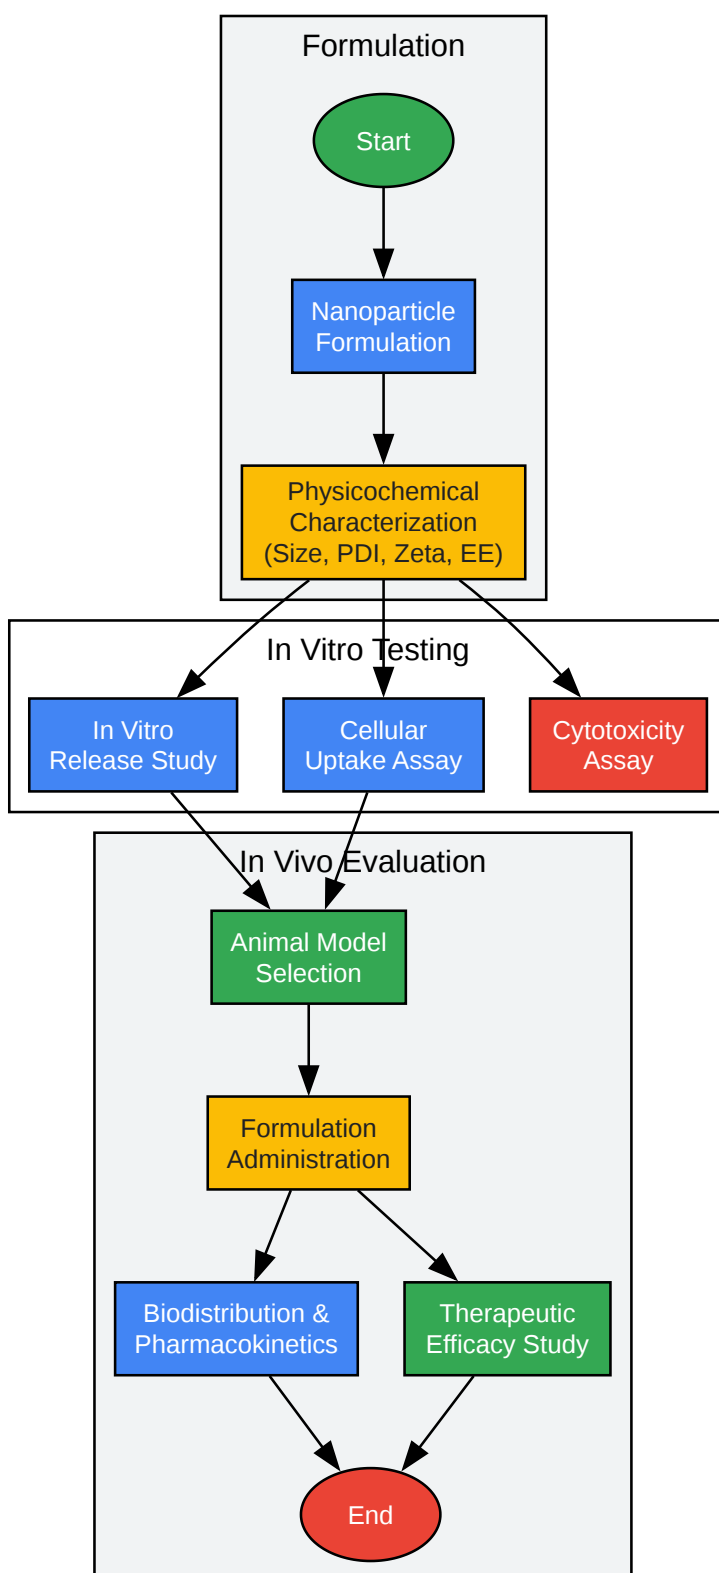 Formulation
Start
Nanoparticle
Formulation
Physicochemical
Characterization
(Size, PDI, Zeta, EE)
In Vitro Testing
In Vitro
Release Study
Cellular
Uptake Assay
Cytotoxicity
Assay
In Vivo Evaluation
Animal Model
Selection
Formulation
Administration
Biodistribution &
Pharmacokinetics
Therapeutic
Efficacy Study
End